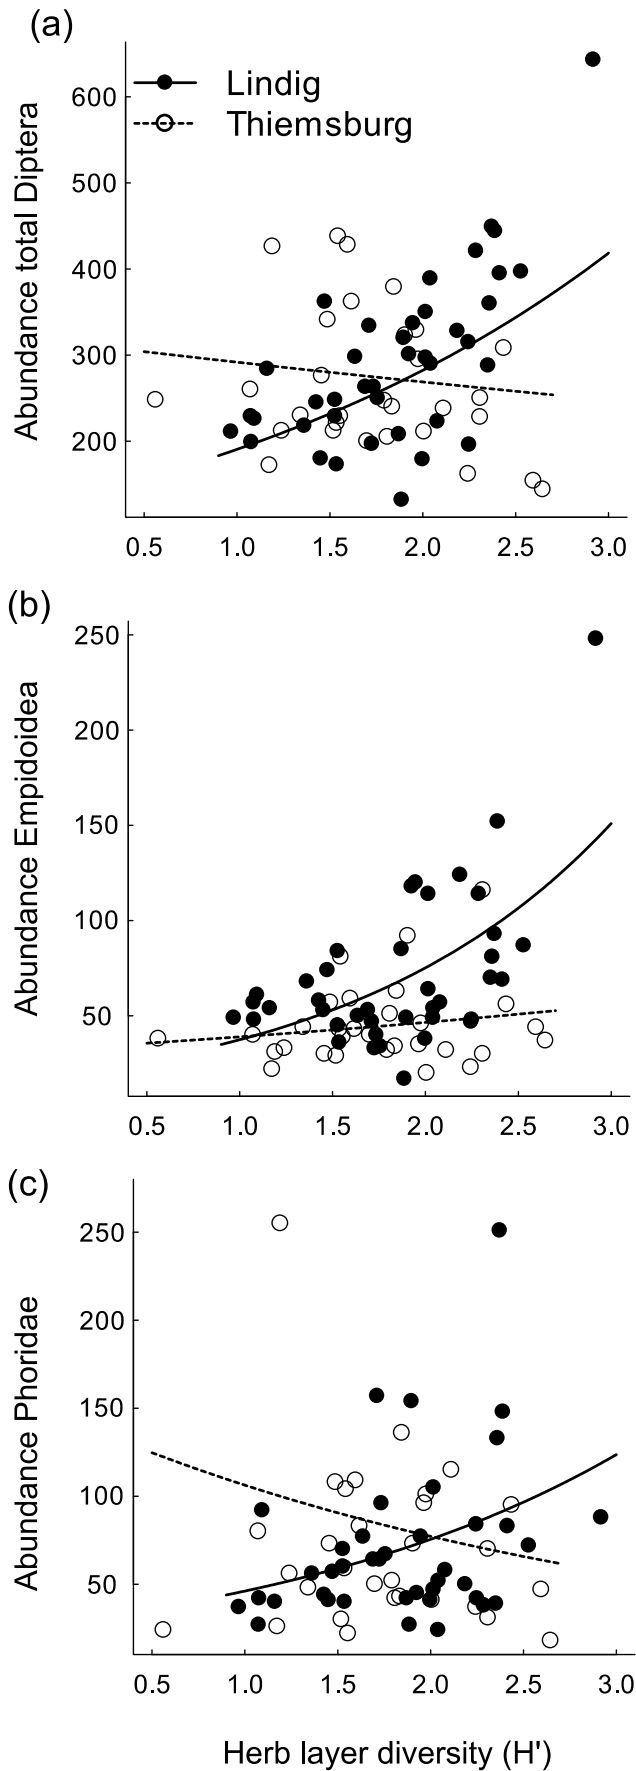 (a)
Lindig
Thiemsburg
Abundance total Diptera
600
500
400
300
200
0.5 1.0 1.5 2.0 2.5 3.0
(b)
Abundance Empidoidea
250
200
150
100
50
0.5 1.0 1.5 2.0 2.5 3.0
(c)
Abundance Phoridae
250
200
150
100
50
0.5 1.0 1.5 2.0 2.5 3.0
Herb layer diversity (H')